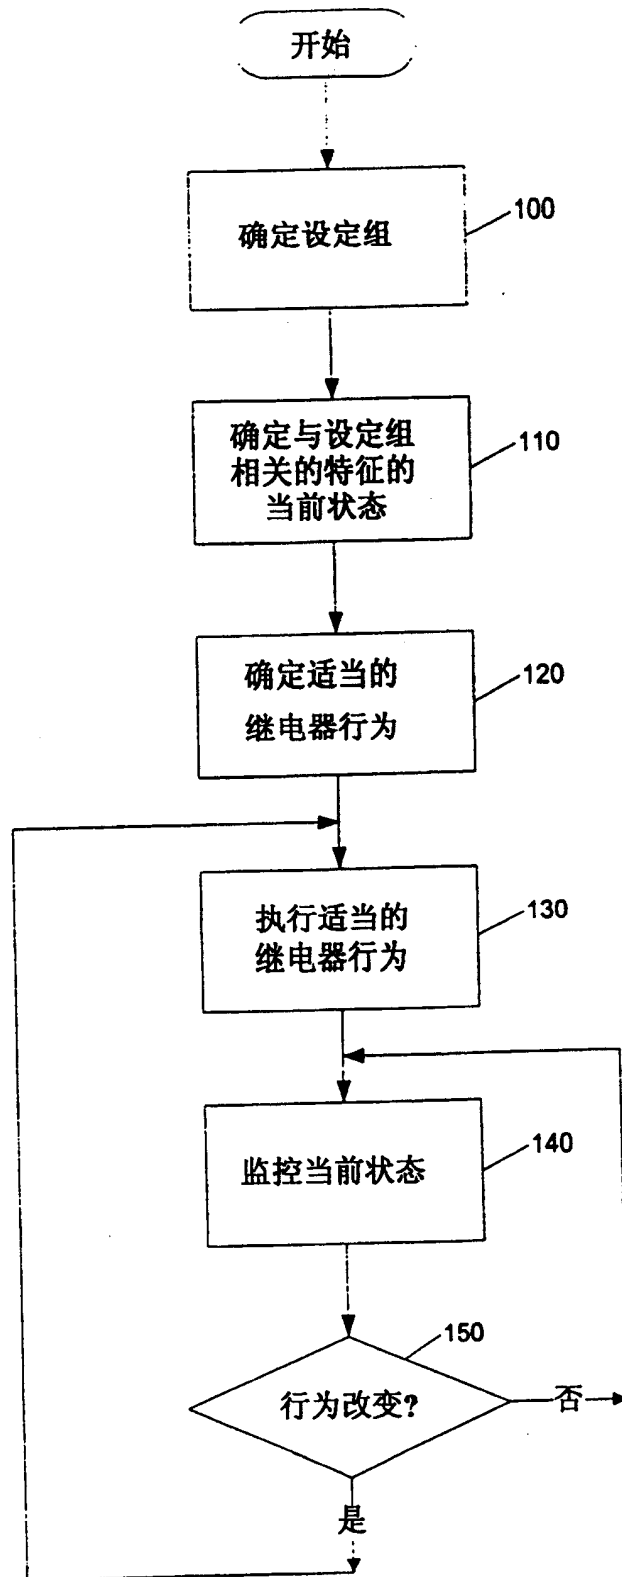 开始
确定设定组
100
确定与设定组
相关的特征的
当前状态
110
确定适当的
继电器行为
120
执行适当的
继电器行为
130
监控当前状态
140
150
行为改变?
否
是